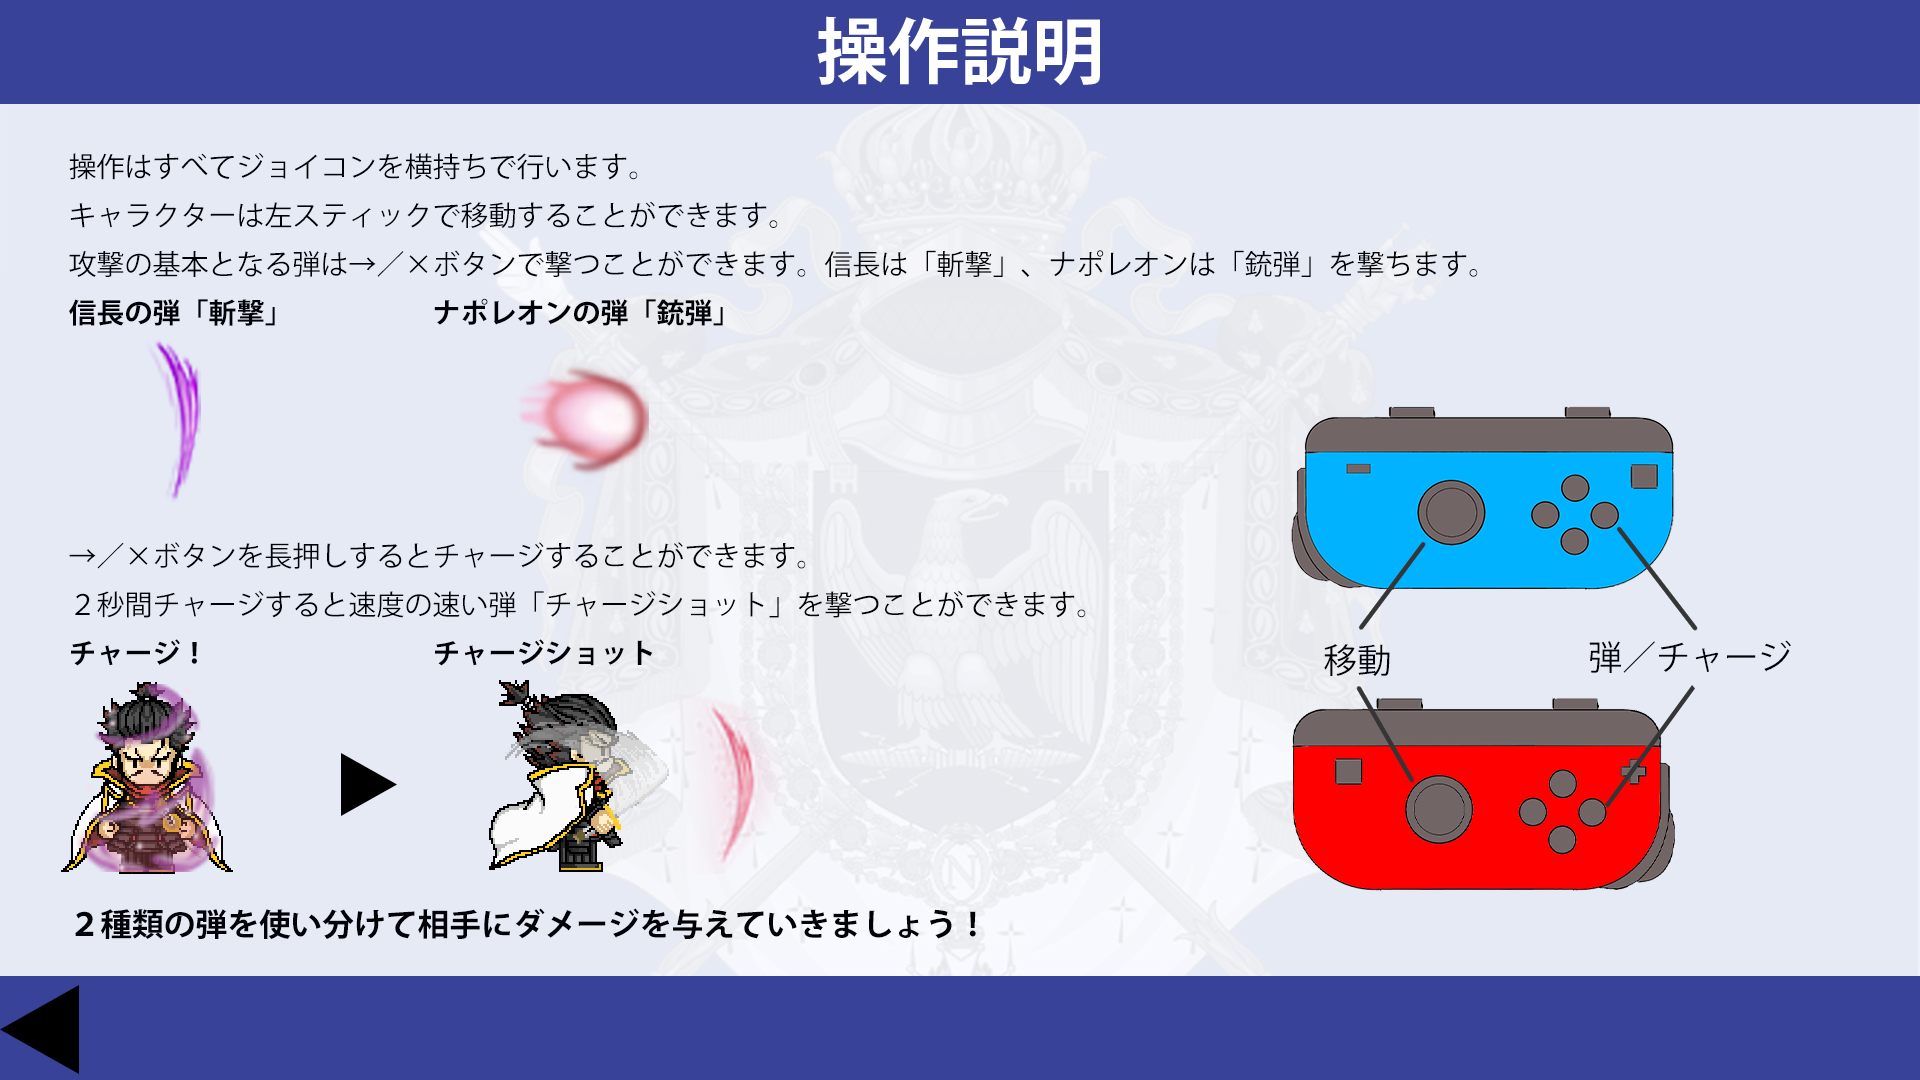 操作説明
操作はすべてジョイコンを横持ちで行います。
キャラクターは左スティックで移動することができます。
攻撃の基本となる弾は→／×ボタンで撃つことができます。信長は「斬撃」、ナポレオンは「銃弾」を撃ちます。
信長の弾「斬撃」
ナポレオンの弾「銃弾」
→／×ボタンを長押しするとチャージすることができます。
２秒間チャージすると速度の速い弾「チャージショット」を撃つことができます。
チャージ！
チャージショット
移動
弾／チャージ
２種類の弾を使い分けて相手にダメージを与えていきましょう！
N